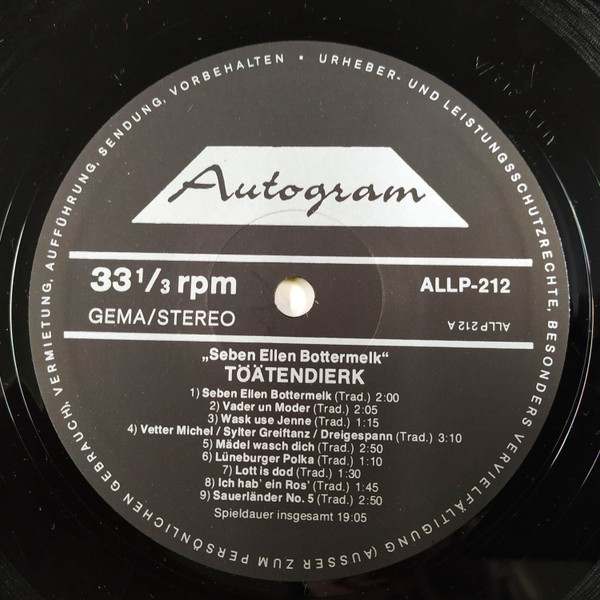 URHEBER- UND LEISTUNGSSCHUTZRECHTE, BESONDERS VERVIELFÄLTIGUNG (AUSSER ZUM PERSÖNLICHEN GEBRAUCH), VERMIETUNG, AUFFÜHRUNG, SENDUNG, VORBEHALTEN •
Autogram
33 1/3 rpm
ALLP-212
GEMA/STEREO
ALLP 212 A
„Seben Ellen Bottermelk“
TÖÄTENDIERK
1) Seben Ellen Bottermelk (Trad.) 2:00
2) Vader un Moder (Trad.) 2:05
3) Wask use Jenne (Trad.) 1:15
4) Vetter Michel / Sylter Greiftanz / Dreigespann (Trad.) 3:10
5) Mädel wasch dich (Trad.) 2:50
6) Lüneburger Polka (Trad.) 1:10
7) Lott is dod (Trad.) 1:30
8) Ich hab' ein Ros' (Trad.) 1:45
9) Sauerländer No. 5 (Trad.) 2:50
Spieldauer insgesamt 19:05